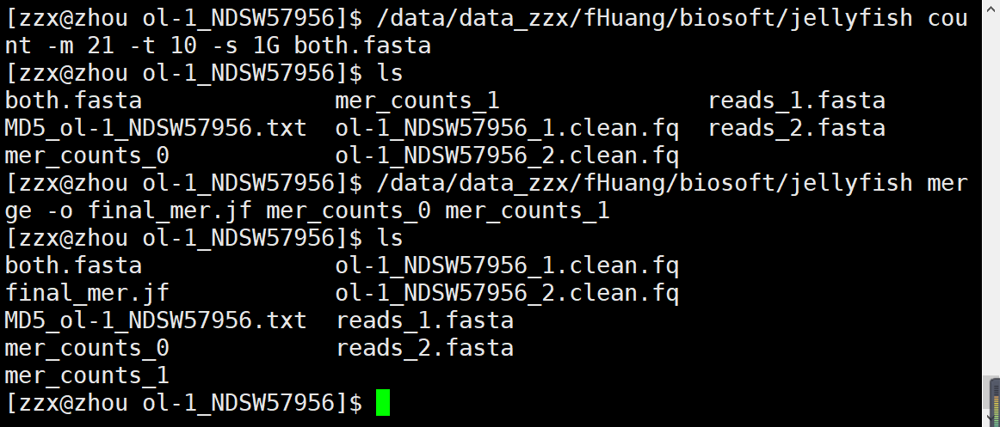 [zzx@zhou ol-1_NDSW57956]$ /data/data_zzx/fHuang/biosoft/jellyfish cou
nt -m 21 -t 10 -s 1G both.fasta
[zzx@zhou ol-1_NDSW57956]$ ls
both.fasta              mer_counts_1               reads_1.fasta
MD5_ol-1_NDSW57956.txt  ol-1_NDSW57956_1.clean.fq  reads_2.fasta
mer_counts_0            ol-1_NDSW57956_2.clean.fq
[zzx@zhou ol-1_NDSW57956]$ /data/data_zzx/fHuang/biosoft/jellyfish mer
ge -o final_mer.jf mer_counts_0 mer_counts_1
[zzx@zhou ol-1_NDSW57956]$ ls
both.fasta              ol-1_NDSW57956_1.clean.fq
final_mer.jf            ol-1_NDSW57956_2.clean.fq
MD5_ol-1_NDSW57956.txt  reads_1.fasta
mer_counts_0            reads_2.fasta
mer_counts_1
[zzx@zhou ol-1_NDSW57956]$